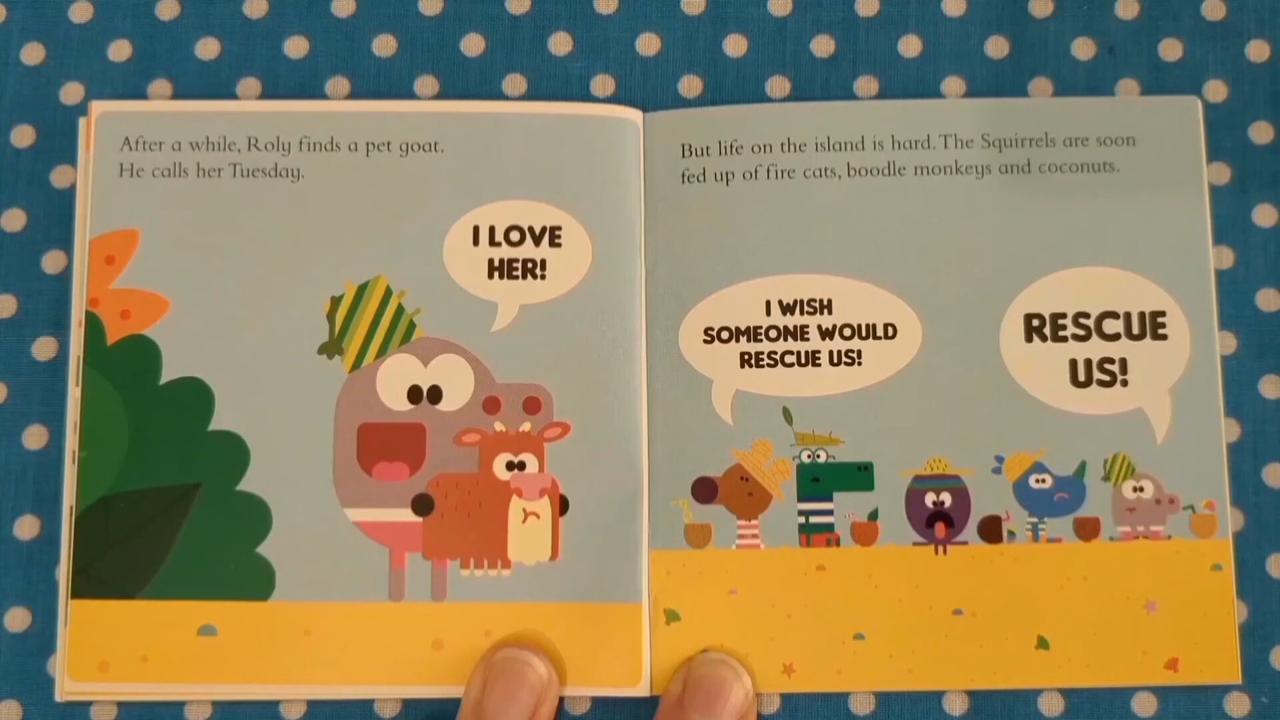 After a while, Roly finds a pet goat.
He calls her Tuesday.
I LOVE
HER!
But life on the island is hard. The Squirrels are soon
fed up of fire cats, boodle monkeys and coconuts.
I WISH
SOMEONE WOULD
RESCUE US!
RESCUE
US!